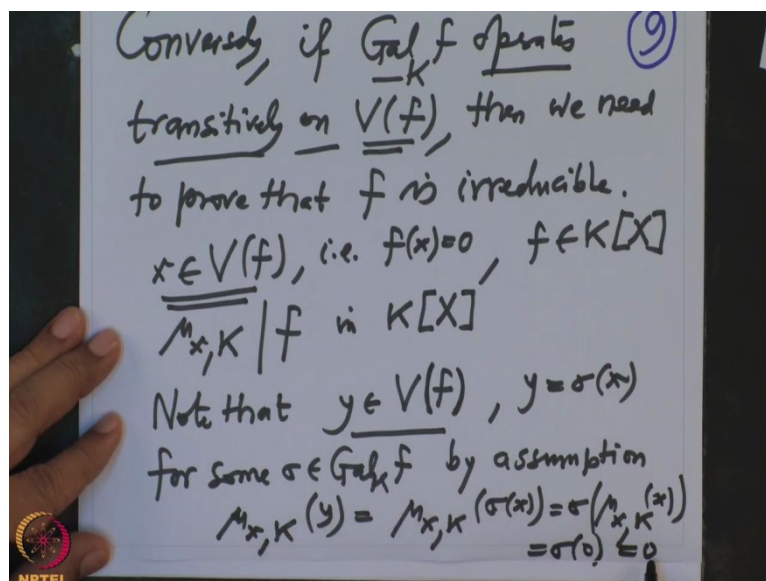 Conversely, if Gal_K f operates ⑨
transitively on V(f), then we need
to prove that f is irreducible.
x ∈ V(f), i.e. f(x)=0, f ∈ K[X]
μ_{x,K} | f in K[X]
Note that y ∈ V(f), y = σ(x)
for some σ ∈ Gal_K f by assumption
μ_{x,K}(y) = μ_{x,K}(σ(x)) = σ(μ_{x,K}(x))
= σ(0) = 0
NPTEL